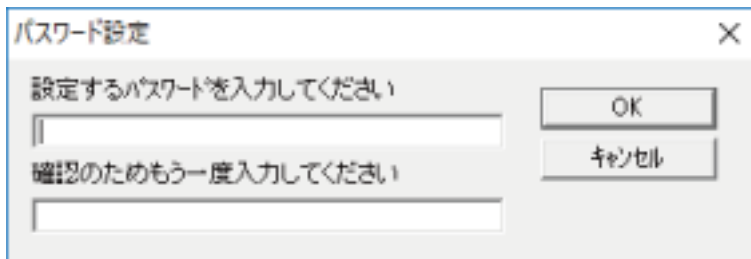 パスワード設定
設定するﾊﾟｽﾜｰﾄﾞを入力してください
OK
確認のためもう一度入力してください
ｷｬﾝｾﾙ